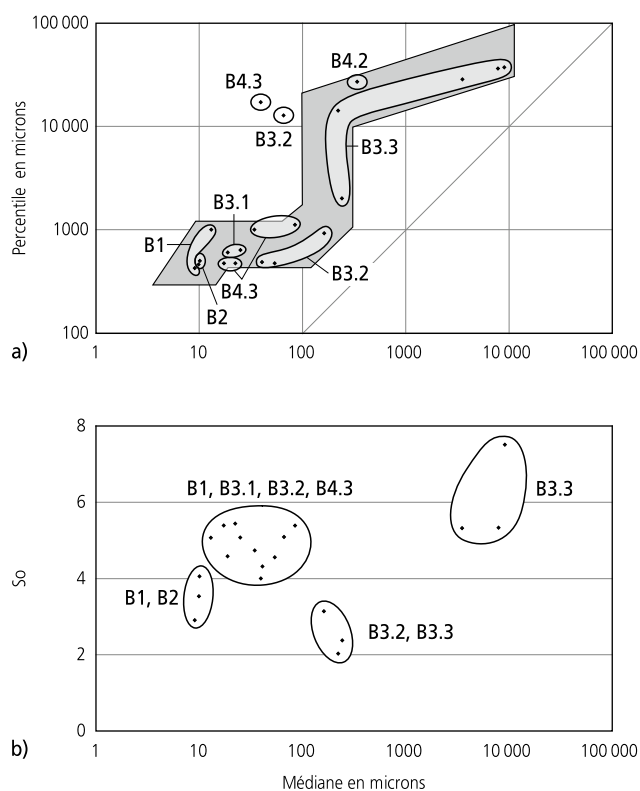 100 000
10 000
1000
100
Percentile en microns
B4.3
B4.2
B3.2
B3.3
B3.1
B1
B4.3
B3.2
B2
a)
1
10
100
1000
10 000
100 000
8
6
4
2
0
So
B1, B3.1, B3.2, B4.3
B3.3
B1, B2
B3.2, B3.3
b)
1
10
100
1000
10 000
100 000
Médiane en microns